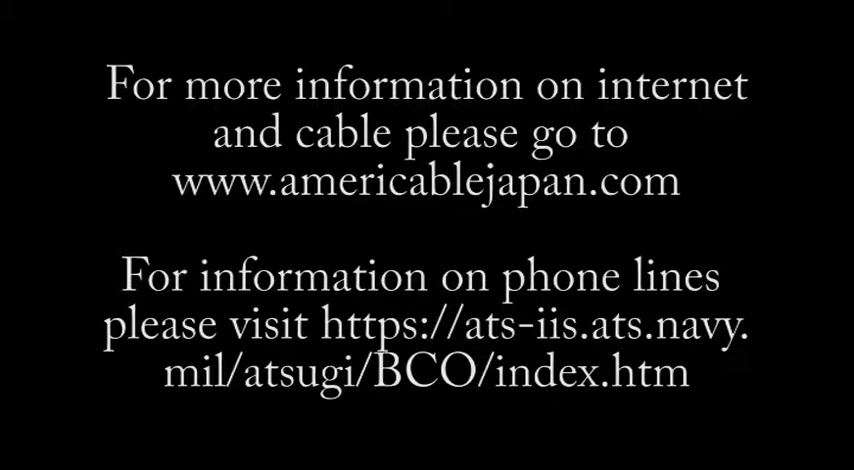 For more information on internet
and cable please go to
www.americablejapan.com
For information on phone lines
please visit https://ats-iis.ats.navy.
mil/atsugi/BCO/index.htm